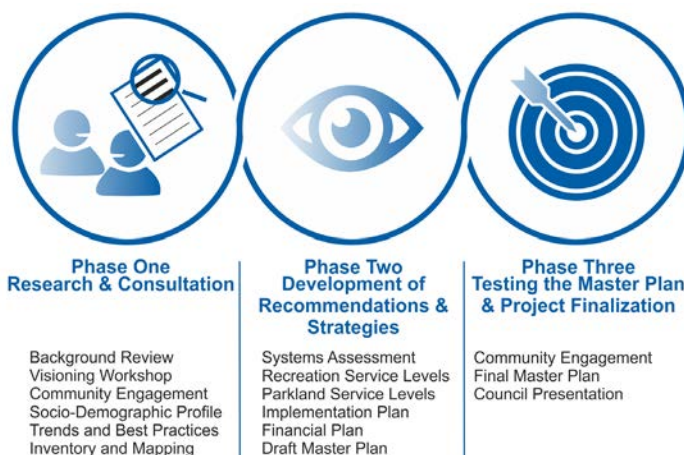 Phase One
Research & Consultation
Background Review
Visioning Workshop
Community Engagement
Socio-Demographic Profile
Trends and Best Practices
Inventory and Mapping
Phase Two
Development of
Recommendations &
Strategies
Systems Assessment
Recreation Service Levels
Parkland Service Levels
Implementation Plan
Financial Plan
Draft Master Plan
Phase Three
Testing the Master Plan
& Project Finalization
Community Engagement
Final Master Plan
Council Presentation